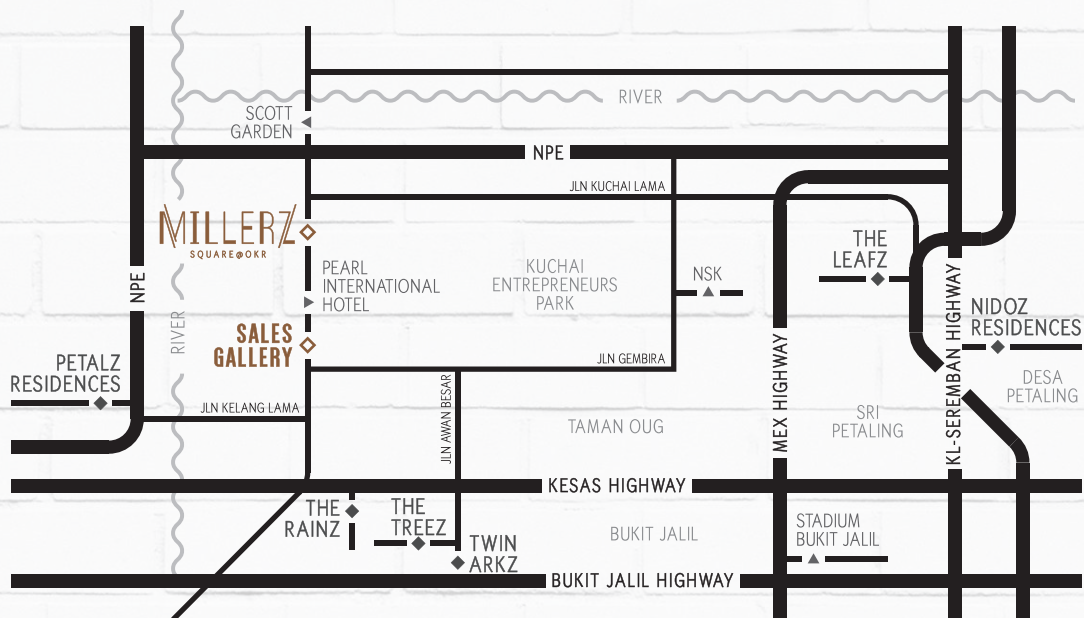 RIVER
SCOTT
GARDEN
NPE
JLN KUCHAI LAMA
MILLERZ
SQUARE@OKR
THE
LEAFZ
PEARL
INTERNATIONAL
HOTEL
KUCHAI
ENTREPRENEURS
PARK
NSK
NPE
RIVER
NIDOZ
RESIDENCES
SALES
GALLERY
PETALZ
RESIDENCES
JLN GEMBIRA
JLN KELANG LAMA
JLN AWAN BESAR
MEX HIGHWAY
KL-SEREMBAN HIGHWAY
DESA
PETALING
TAMAN OUG
SRI
PETALING
KESAS HIGHWAY
THE
RAINZ
THE
TREEZ
TWIN
ARKZ
BUKIT JALIL
STADIUM
BUKIT JALIL
BUKIT JALIL HIGHWAY